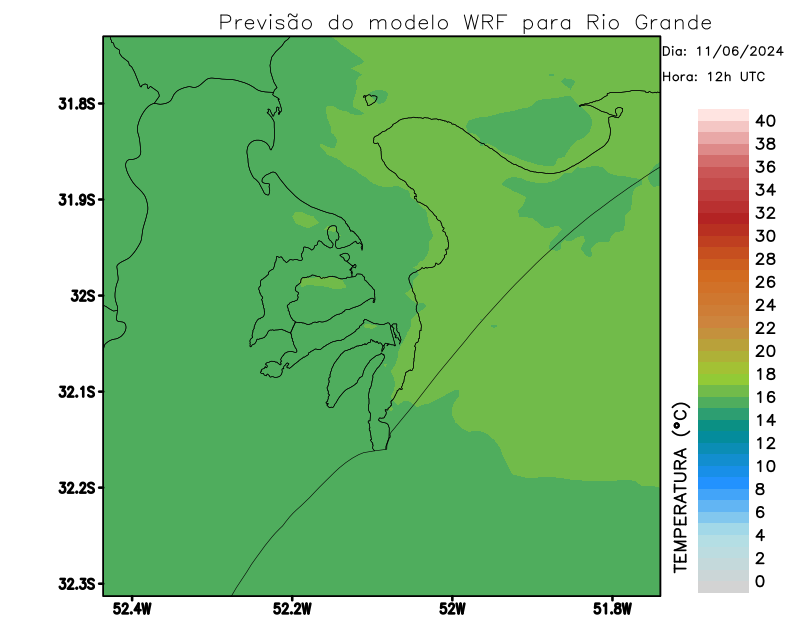 Previsão do modelo WRF para Rio Grande
Dia: 11/06/2024
Hora: 12h UTC
31.8S
31.9S
32S
32.1S
32.2S
32.3S
52.4W
52.2W
52W
51.8W
TEMPERATURA (°C)
40
38
36
34
32
30
28
26
24
22
20
18
16
14
12
10
8
6
4
2
0